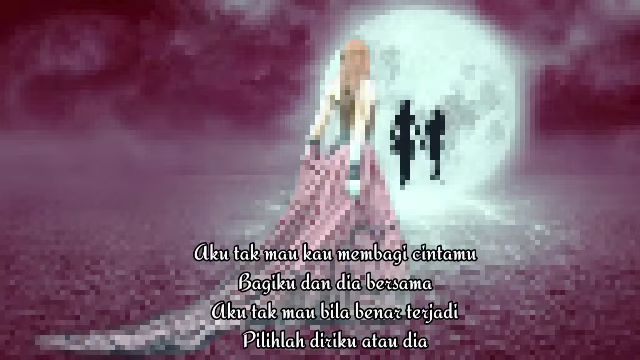 Aku tak mau kau membagi cintamu
Bagiku dan dia bersama
Aku tak mau bila benar terjadi
Pilihlah diriku atau dia